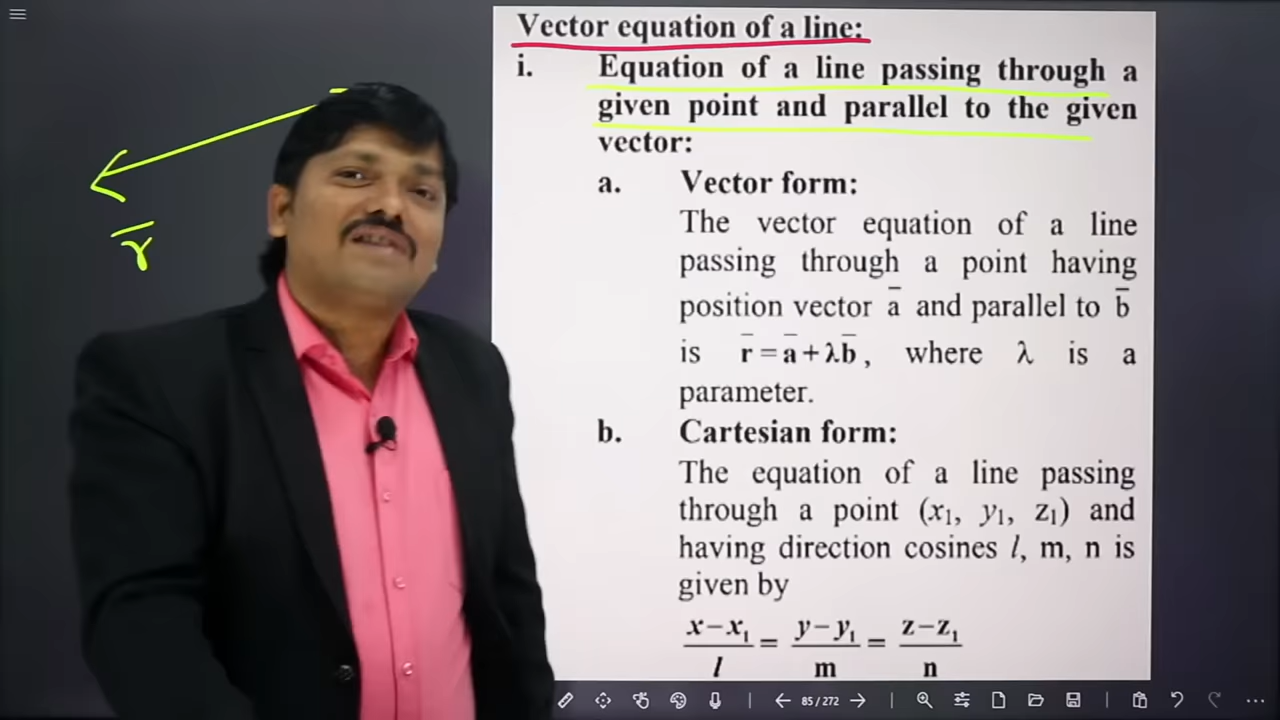 Vector equation of a line:
i. Equation of a line passing through a
given point and parallel to the given
vector:
a. Vector form:
The vector equation of a line
passing through a point having
position vector a̅ and parallel to b̅
is r̅ = a̅ + λb̅ , where λ is a
parameter.
b. Cartesian form:
The equation of a line passing
through a point (x₁, y₁, z₁) and
having direction cosines l, m, n is
given by
x–x₁/l = y–y₁/m = z–z₁/n
r̅
85 / 272